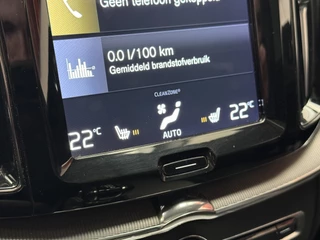 Geen telefoon gekoppeld
0.0 l/100 km
Gemiddeld brandstofverbruik
CLEANZONE®
22°C
22°C
AUTO